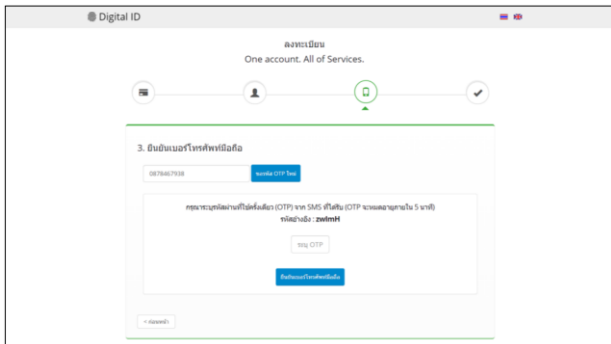 Digital ID
ลงทะเบียน
One account. All of Services.
3. ยืนยันเบอร์โทรศัพท์มือถือ
0878467938
ขอรหัส OTP ใหม่
กรุณาระบุรหัสผ่านที่ใช้ครั้งเดียว (OTP) จาก SMS ที่ได้รับ (OTP จะหมดอายุภายใน 5 นาที)
รหัสอ้างอิง : zwlmH
ระบุ OTP
ยืนยันเบอร์โทรศัพท์มือถือ
< ก่อนหน้า